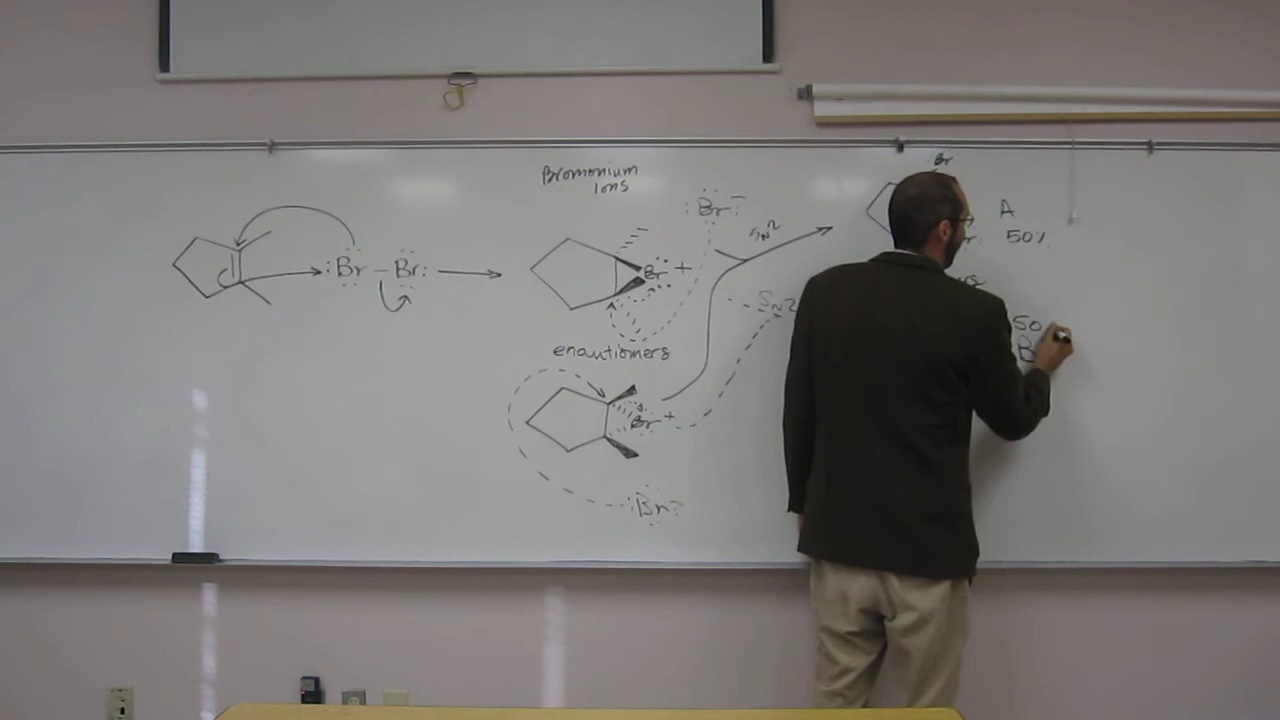 Bromonium
Ions
:Br – Br:
Br +
:Br –
SN2
Br
A
50%
enantiomers
SN2
50
B
Br +
:Br –